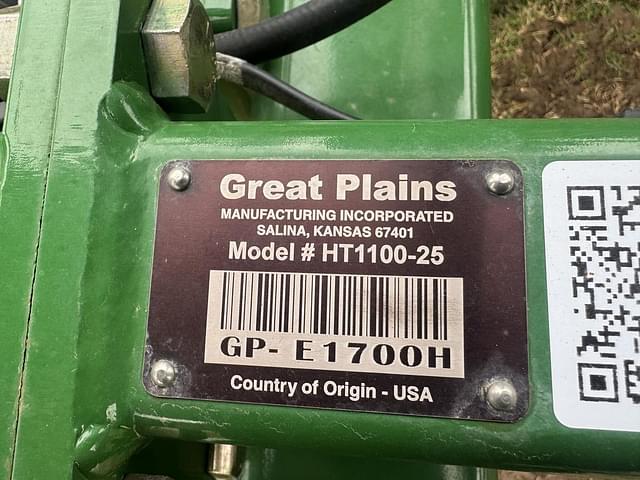 Great Plains
MANUFACTURING INCORPORATED
SALINA, KANSAS 67401
Model # HT1100-25
GP- E1700H
Country of Origin - USA